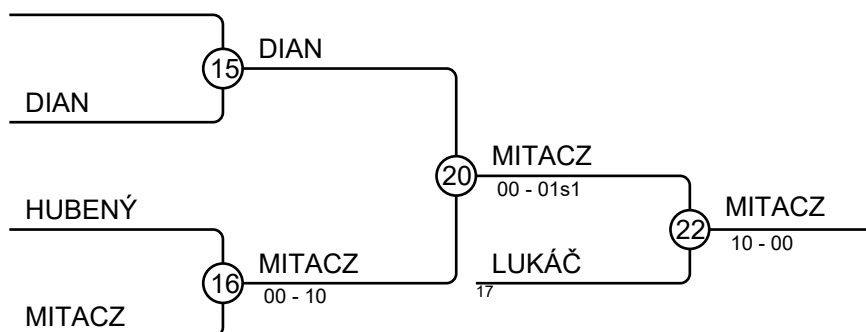 15
DIAN
DIAN
20
MITACZ
00 - 01s1
HUBENÝ
22
MITACZ
10 - 00
16
MITACZ
00 - 10
LUKÁČ
17
MITACZ